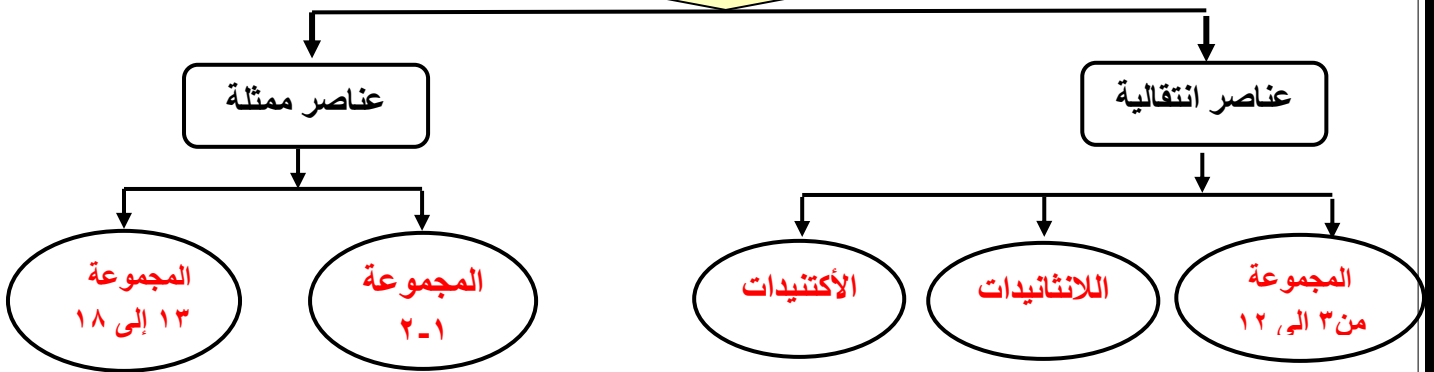 عناصر انتقالية
عناصر ممثلة
المجموعة
من٣ الى ١٢
اللانثانيدات
الأكتنيدات
المجموعة
١-٢
المجموعة
١٣ إلى ١٨